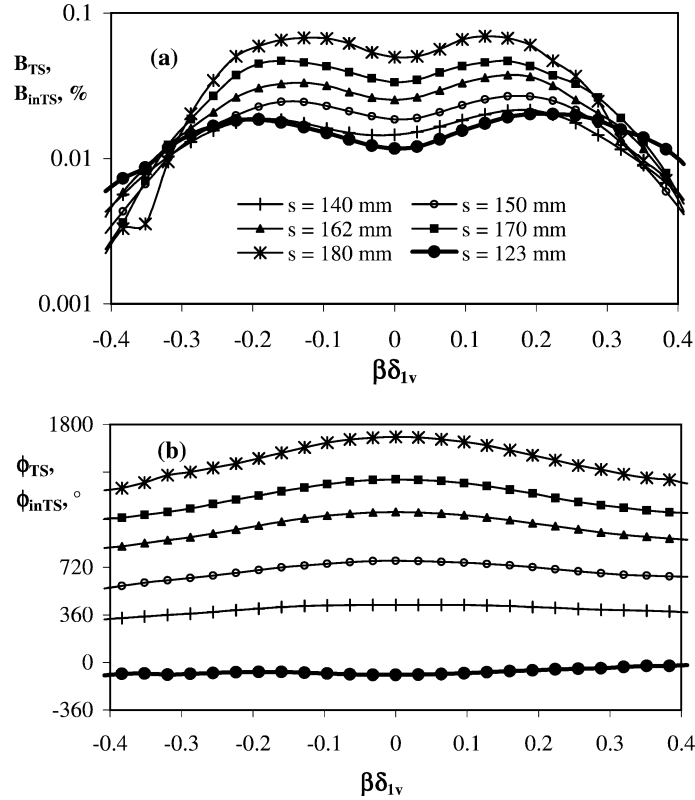 0.1
(a)
B_TS,
B_inTS, %
0.01
s = 140 mm s = 150 mm
s = 162 mm s = 170 mm
s = 180 mm s = 123 mm
0.001
-0.4 -0.3 -0.2 -0.1 0 0.1 0.2 0.3 0.4
βδ_1v
1800
(b)
ϕ_TS,
ϕ_inTS, °
720
360
0
-360
-0.4 -0.3 -0.2 -0.1 0 0.1 0.2 0.3 0.4
βδ_1v